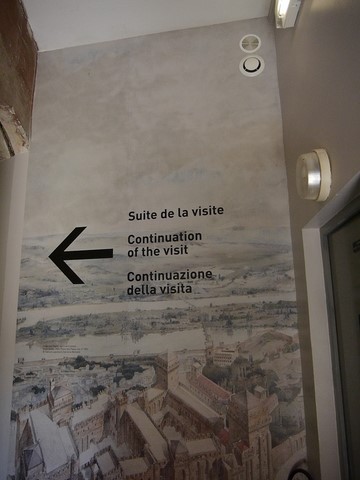 Suite de la visite
Continuation
of the visit
Continuazione
della visita